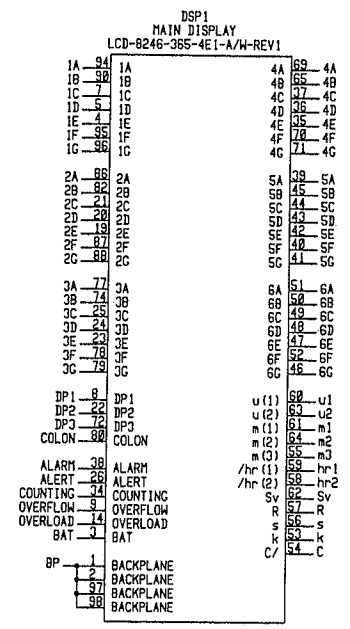 DSP1
MAIN DISPLAY
LCD-8246-365-4E1-A/W-REV1
1A 94 1A 4A 69 4A
1B 90 1B 4B 65 4B
1C 7 1C 4C 37 4C
1D 5 1D 4D 36 4D
1E 4 1E 4E 35 4E
1F 95 1F 4F 70 4F
1G 96 1G 4G 71 4G
2A 86 2A 5A 39 5A
2B 82 2B 5B 45 5B
2C 21 2C 5C 44 5C
2D 20 2D 5D 43 5D
2E 19 2E 5E 42 5E
2F 87 2F 5F 40 5F
2G 88 2G 5G 41 5G
3A 77 3A 6A 51 6A
3B 74 3B 6B 50 6B
3C 25 3C 6C 49 6C
3D 24 3D 6D 48 6D
3E 23 3E 6E 47 6E
3F 78 3F 6F 52 6F
3G 79 3G 6G 46 6G
DP1 8 DP1 u(1) 60 u1
DP2 22 DP2 u(2) 63 u2
DP3 72 DP3 m(1) 61 m1
COLON 80 COLON m(2) 64 m2
m(3) 55 m3
ALARM 38 ALARM /hr(1) 59 hr1
ALERT 26 ALERT /hr(2) 58 hr2
COUNTING 34 COUNTING Sv 62 Sv
OVERFLOW 9 OVERFLOW R 57 R
OVERLOAD 14 OVERLOAD s 56 s
BAT 3 BAT k 53 k
C/ 54 C
BP 1 BACKPLANE
2 BACKPLANE
97 BACKPLANE
98 BACKPLANE